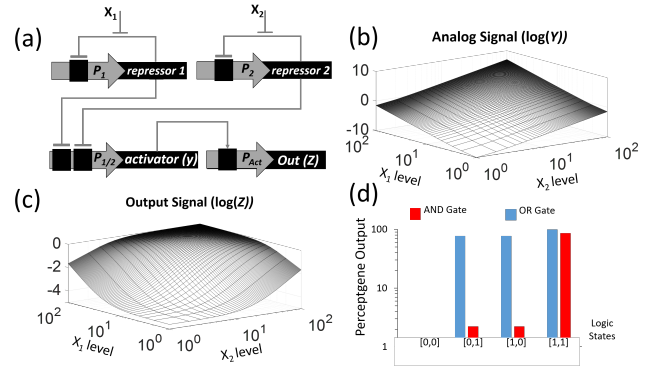 (a)
X1
X2
P1 repressor 1
P2 repressor 2
P1/2 activator (y)
PAct Out (Z)
(b)
Analog Signal (log(Y))
10
0
-10
10^2
10^1
10^0
10^0
10^1
10^2
X1 level
X2 level
(c)
Output Signal (log(Z))
0
-2
-4
10^2
10^1
10^0
10^0
10^1
10^2
X1 level
X2 level
(d)
AND Gate
OR Gate
Perceptgene Output
100
10
1
[0,0]
[0,1]
[1,0]
[1,1]
Logic
States